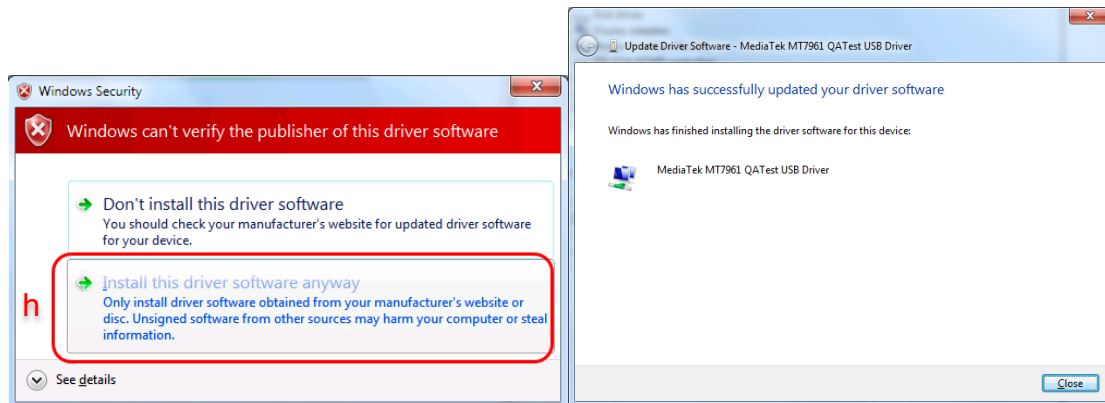 Windows Security
Windows can't verify the publisher of this driver software
Don't install this driver software
You should check your manufacturer's website for updated driver software
for your device.
h
Install this driver software anyway
Only install driver software obtained from your manufacturer's website or
disc. Unsigned software from other sources may harm your computer or steal
information.
See details
Update Driver Software - MediaTek MT7961 QATest USB Driver
Windows has successfully updated your driver software
Windows has finished installing the driver software for this device:
MediaTek MT7961 QATest USB Driver
Close